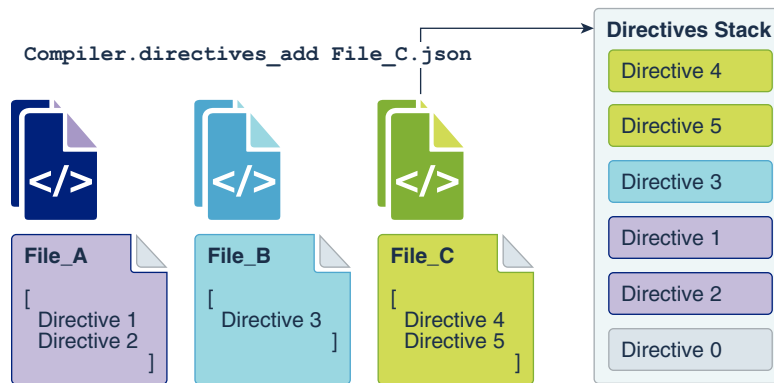 Compiler.directives_add File_C.json
</>
</>
</>
File_A
[
Directive 1
Directive 2
]
File_B
[
Directive 3
]
File_C
[
Directive 4
Directive 5
]
Directives Stack
Directive 4
Directive 5
Directive 3
Directive 1
Directive 2
Directive 0